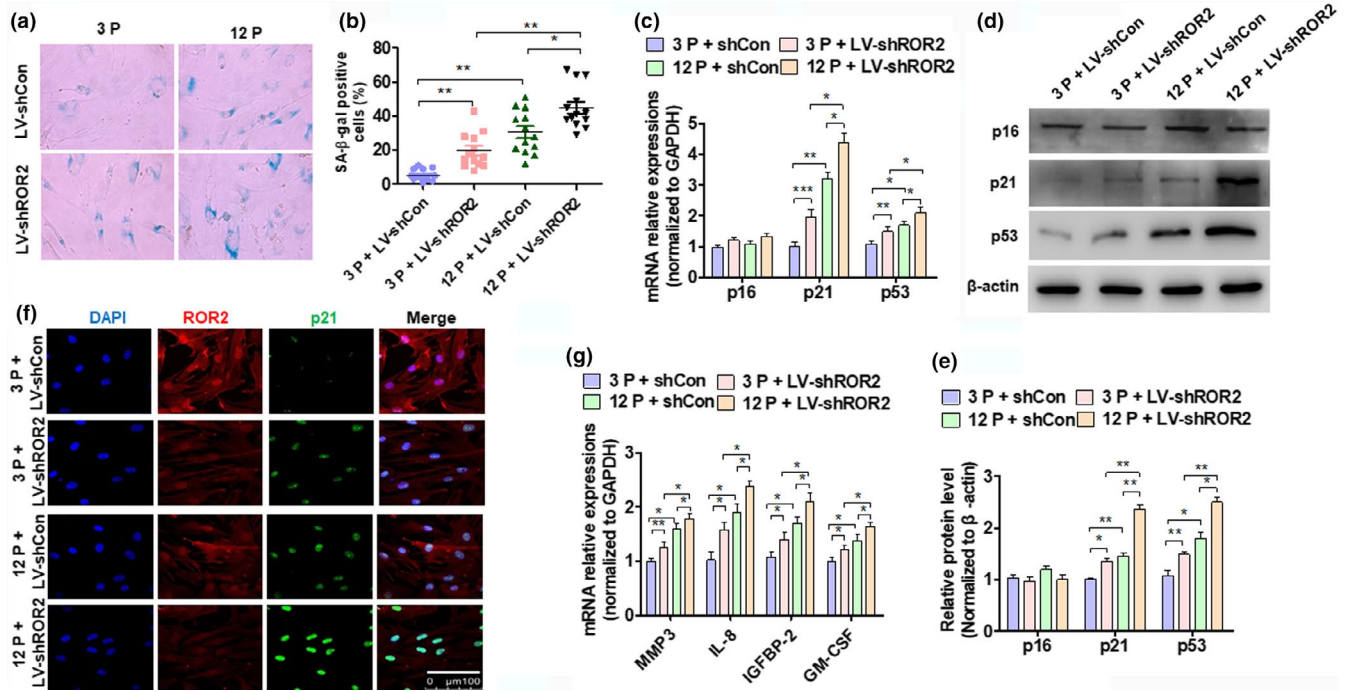 (a)
3 P
12 P
LV-shCon
LV-shROR2
(b)
SA-β-gal positive
cells (%)
80
60
40
20
0
**
*
**
**
3 P + LV-shCon
3 P + LV-shROR2
12 P + LV-shCon
12 P + LV-shROR2
(c)
3 P + shCon
3 P + LV-shROR2
12 P + shCon
12 P + LV-shROR2
mRNA relative expressions
(normalized to GAPDH)
5
4
3
2
1
0
*
*
**
***
*
*
*
**
p16
p21
p53
(d)
3 P + LV-shCon
3 P + LV-shROR2
12 P + LV-shCon
12 P + LV-shROR2
p16
p21
p53
β-actin
(f)
DAPI
ROR2
p21
Merge
3 P +
LV-shCon
3 P +
LV-shROR2
12 P +
LV-shCon
12 P +
LV-shROR2
0 µm100
(g)
3 P + shCon
3 P + LV-shROR2
12 P + shCon
12 P + LV-shROR2
mRNA relative expressions
(normalized to GAPDH)
3
2
1
0
*
*
*
**
*
*
*
*
*
*
*
*
*
*
*
*
MMP3
IL-8
IGFBP-2
GM-CSF
(e)
3 P + shCon
3 P + LV-shROR2
12 P + shCon
12 P + LV-shROR2
Relative protein level
(Normalized to β -actin)
3
2
1
0
**
**
**
*
**
*
*
**
p16
p21
p53